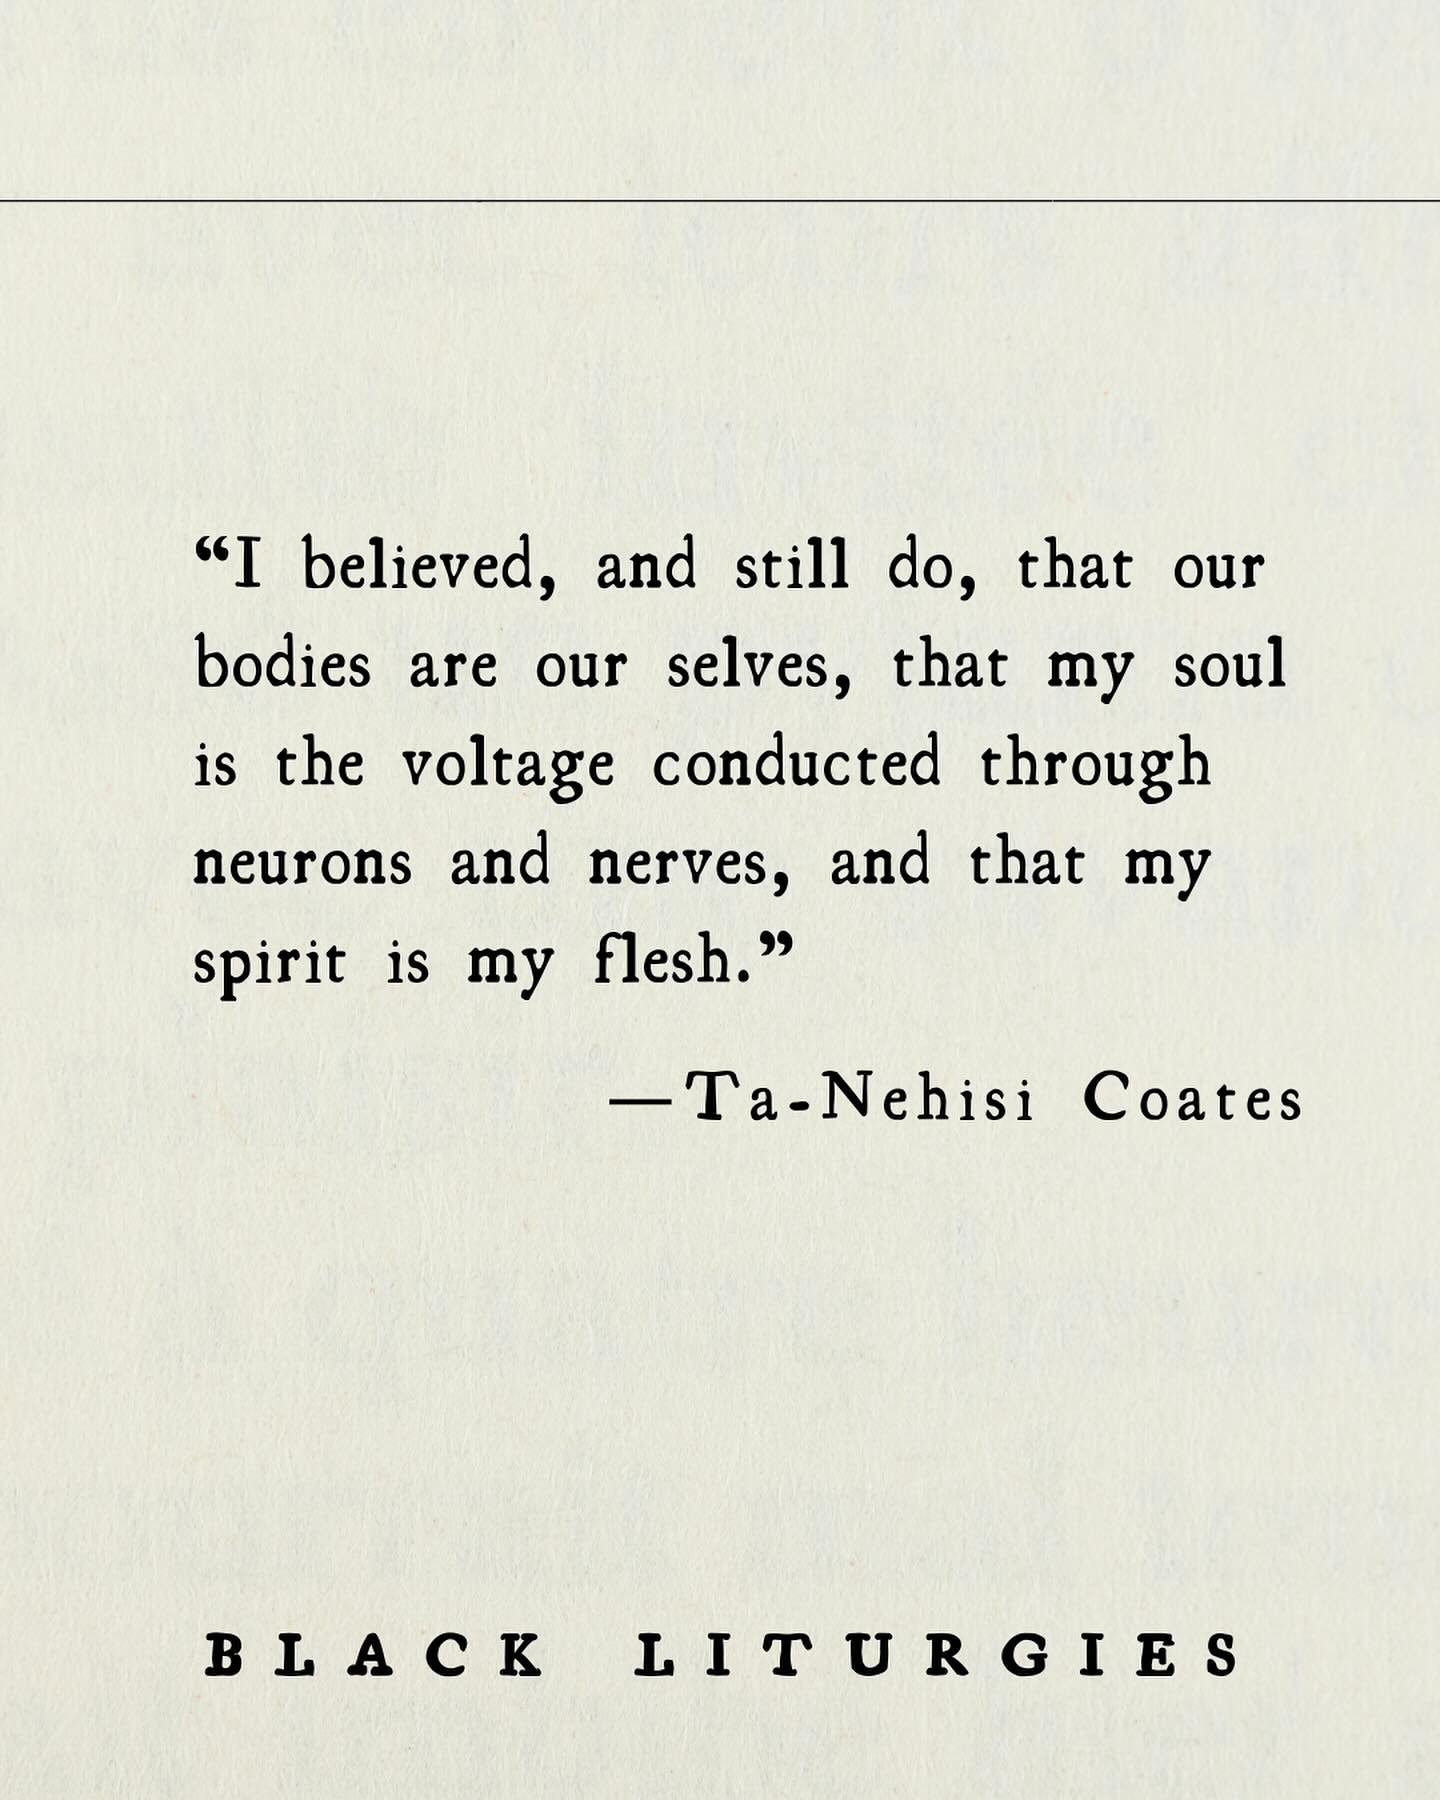 “I believed, and still do, that our
bodies are our selves, that my soul
is the voltage conducted through
neurons and nerves, and that my
spirit is my flesh.”
—Ta-Nehisi Coates
BLACK LITURGIES